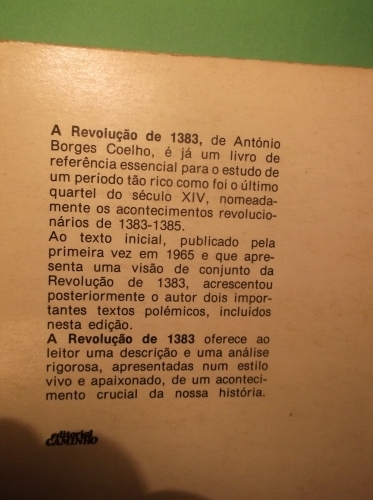 A Revolução de 1383, de António
Borges Coelho, é já um livro de
referência essencial para o estudo de
um período tão rico como foi o último
quartel do século XIV, nomeada-
mente os acontecimentos revolucio-
nários de 1383-1385.
Ao texto inicial, publicado pela
primeira vez em 1965 e que apre-
senta uma visão de conjunto da
Revolução de 1383, acrescentou
posteriormente o autor dois impor-
tantes textos polémicos, incluídos
nesta edição.
A Revolução de 1383 oferece ao
leitor uma descrição e uma análise
rigorosa, apresentadas num estilo
vivo e apaixonado, de um aconteci-
mento crucial da nossa história.
editorial
CAMINHO